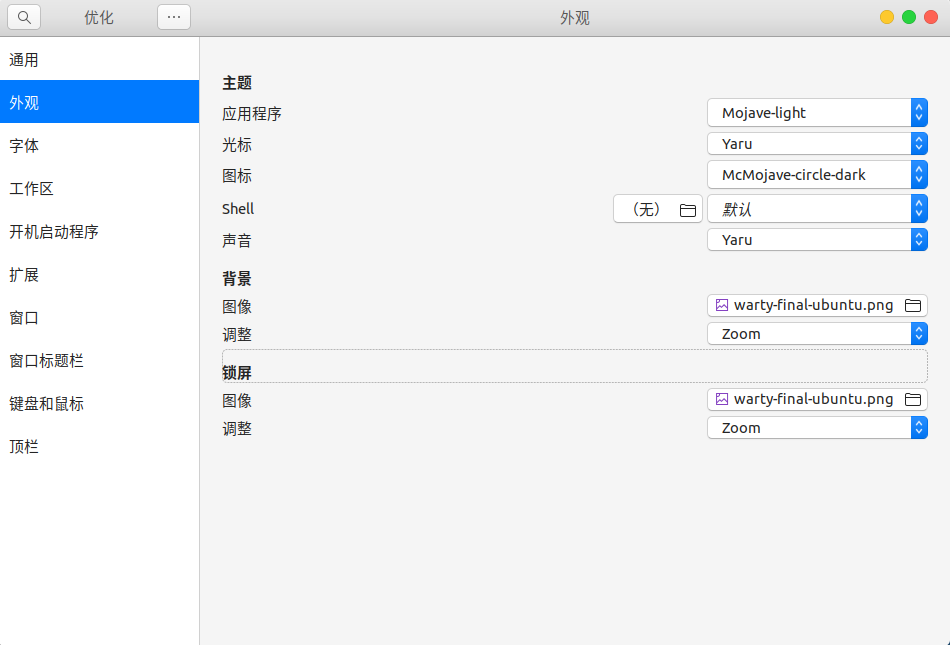 优化
外观
通用
外观
字体
工作区
开机启动程序
扩展
窗口
窗口标题栏
键盘和鼠标
顶栏
主题
应用程序 Mojave-light
光标 Yaru
图标 McMojave-circle-dark
Shell （无） 默认
声音 Yaru
背景
图像 warty-final-ubuntu.png
调整 Zoom
锁屏
图像 warty-final-ubuntu.png
调整 Zoom